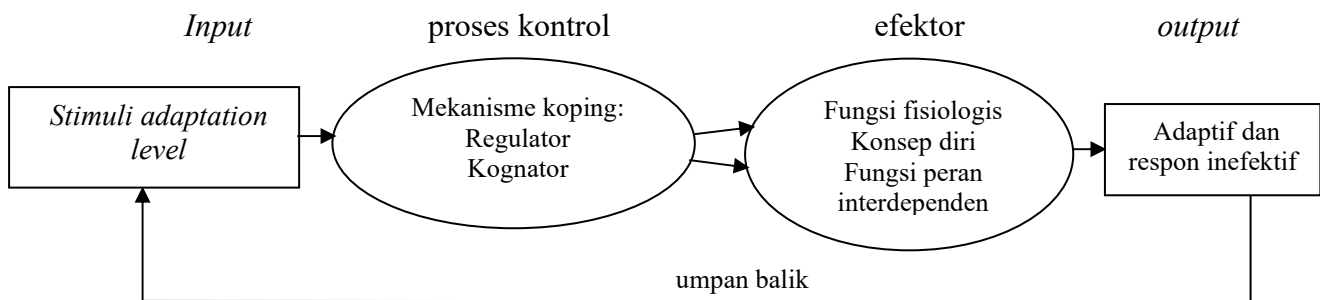 Input proses kontrol efektor output
Stimuli adaptation
level
Mekanisme koping:
Regulator
Kognator
Fungsi fisiologis
Konsep diri
Fungsi peran
interdependen
Adaptif dan
respon inefektif
umpan balik